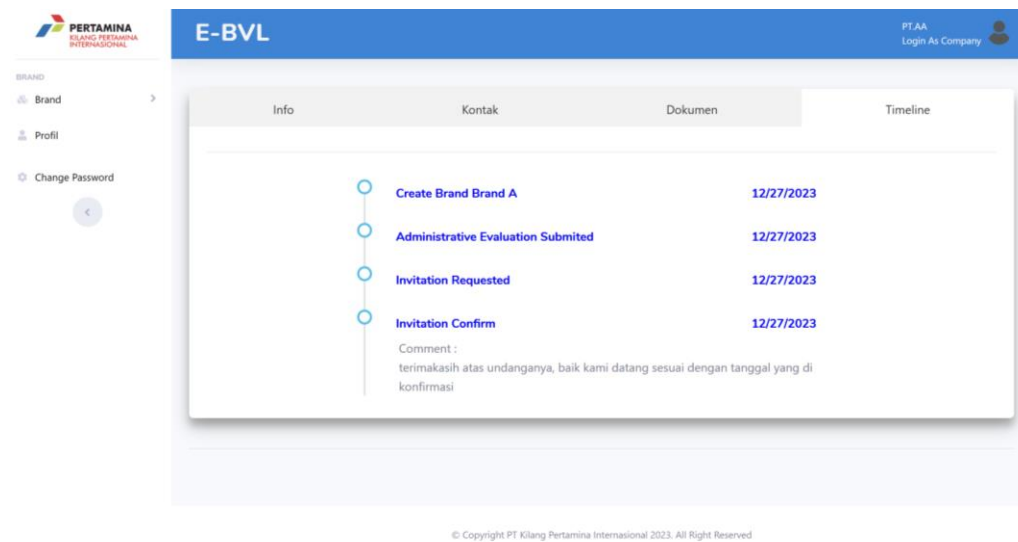 PERTAMINA
KILANG PERTAMINA
INTERNASIONAL
E-BVL
PT.AA
Login As Company
BRAND
Brand
Profil
Change Password
Info
Kontak
Dokumen
Timeline
Create Brand Brand A 12/27/2023
Administrative Evaluation Submited 12/27/2023
Invitation Requested 12/27/2023
Invitation Confirm 12/27/2023
Comment :
terimakasih atas undanganya, baik kami datang sesuai dengan tanggal yang di
konfirmasi
© Copyright PT Kilang Pertamina Internasional 2023. All Right Reserved